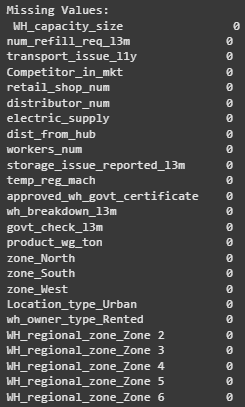 Missing Values:
WH_capacity_size 0
num_refill_req_l3m 0
transport_issue_l1y 0
Competitor_in_mkt 0
retail_shop_num 0
distributor_num 0
electric_supply 0
dist_from_hub 0
workers_num 0
storage_issue_reported_l3m 0
temp_reg_mach 0
approved_wh_govt_certificate 0
wh_breakdown_l3m 0
govt_check_l3m 0
product_wg_ton 0
zone_North 0
zone_South 0
zone_West 0
Location_type_Urban 0
wh_owner_type_Rented 0
WH_regional_zone_Zone 2 0
WH_regional_zone_Zone 3 0
WH_regional_zone_Zone 4 0
WH_regional_zone_Zone 5 0
WH_regional_zone_Zone 6 0